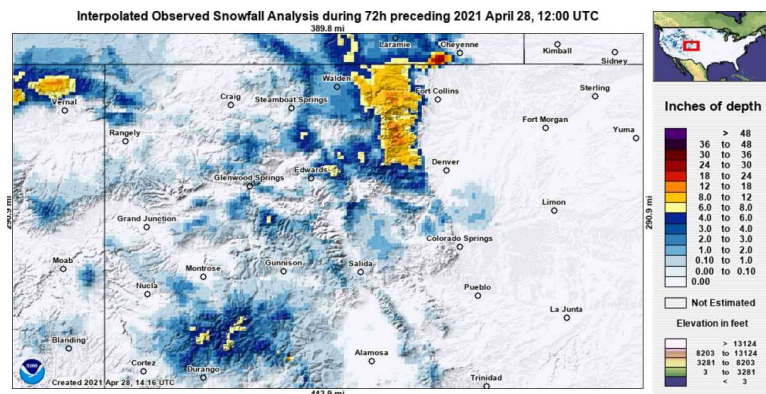 Interpolated Observed Snowfall Analysis during 72h preceding 2021 April 28, 12:00 UTC
389.8 mi
Laramie
Cheyenne
Kimball
Sidney
Walden
Fort Collins
Sterling
Vernal
Craig
Steamboat Springs
Fort Morgan
Yuma
Rangely
Denver
Glenwood Springs
Edwards
290.9 mi
290.9 mi
Grand Junction
Limon
Colorado Springs
Moab
Montrose
Gunnison
Salida
Nucla
Pueblo
La Junta
Blanding
Cortez
Durango
Alamosa
Trinidad
Created 2021 Apr 28, 14:16 UTC
413.9 mi
Inches of depth
> 48
36 to 48
30 to 36
24 to 30
18 to 24
12 to 18
8.0 to 12
6.0 to 8.0
4.0 to 6.0
3.0 to 4.0
2.0 to 3.0
1.0 to 2.0
0.10 to 1.0
0.00 to 0.10
0.00
Not Estimated
Elevation in feet
> 13124
8203 to 13124
3281 to 8203
3 to 3281
< 3